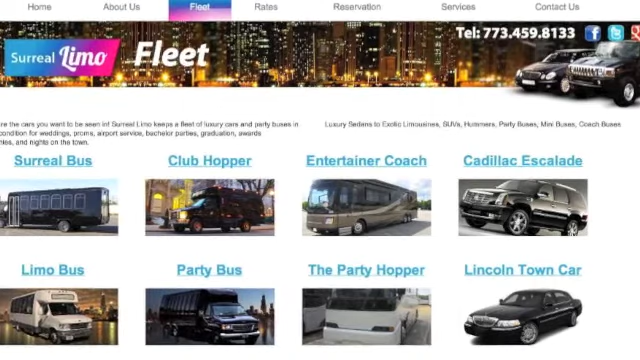 Home About Us Fleet Rates Reservation Services Contact Us
Tel: 773.459.8133
Surreal Limo Fleet
re the cars you want to be seen in! Surreal Limo keeps a fleet of luxury cars and party buses in
condition for weddings, proms, airport service, bachelor parties, graduation, awards
nies, and nights on the town.
Luxury Sedans to Exotic Limousines, SUVs, Hummers, Party Buses, Mini Buses, Coach Buses
Surreal Bus Club Hopper Entertainer Coach Cadillac Escalade
Limo Bus Party Bus The Party Hopper Lincoln Town Car